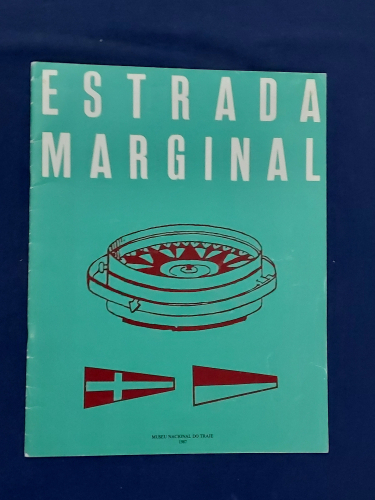 ESTRADA
MARGINAL
MUSEU NACIONAL DO TRAJE